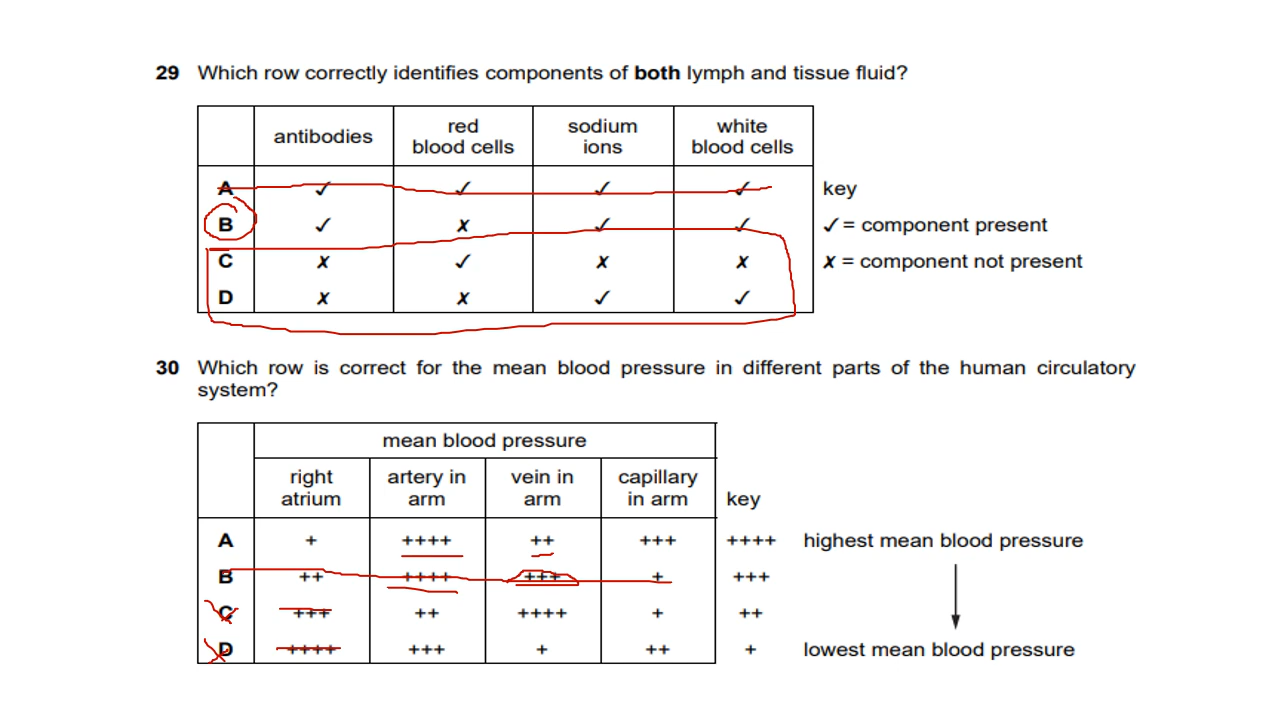 29 Which row correctly identifies components of both lymph and tissue fluid?
antibodies red blood cells sodium ions white blood cells
A ✓ ✓ ✓ ✓ key
B ✓ ✗ ✓ ✓ ✓ = component present
C ✗ ✓ ✗ ✗ ✗ = component not present
D ✗ ✗ ✓ ✓
30 Which row is correct for the mean blood pressure in different parts of the human circulatory
system?
mean blood pressure
right atrium artery in arm vein in arm capillary in arm key
A + ++++ ++ +++ ++++ highest mean blood pressure
B ++ ++++ +++ + +++
C +++ ++ ++++ + ++
D ++++ +++ + ++ + lowest mean blood pressure